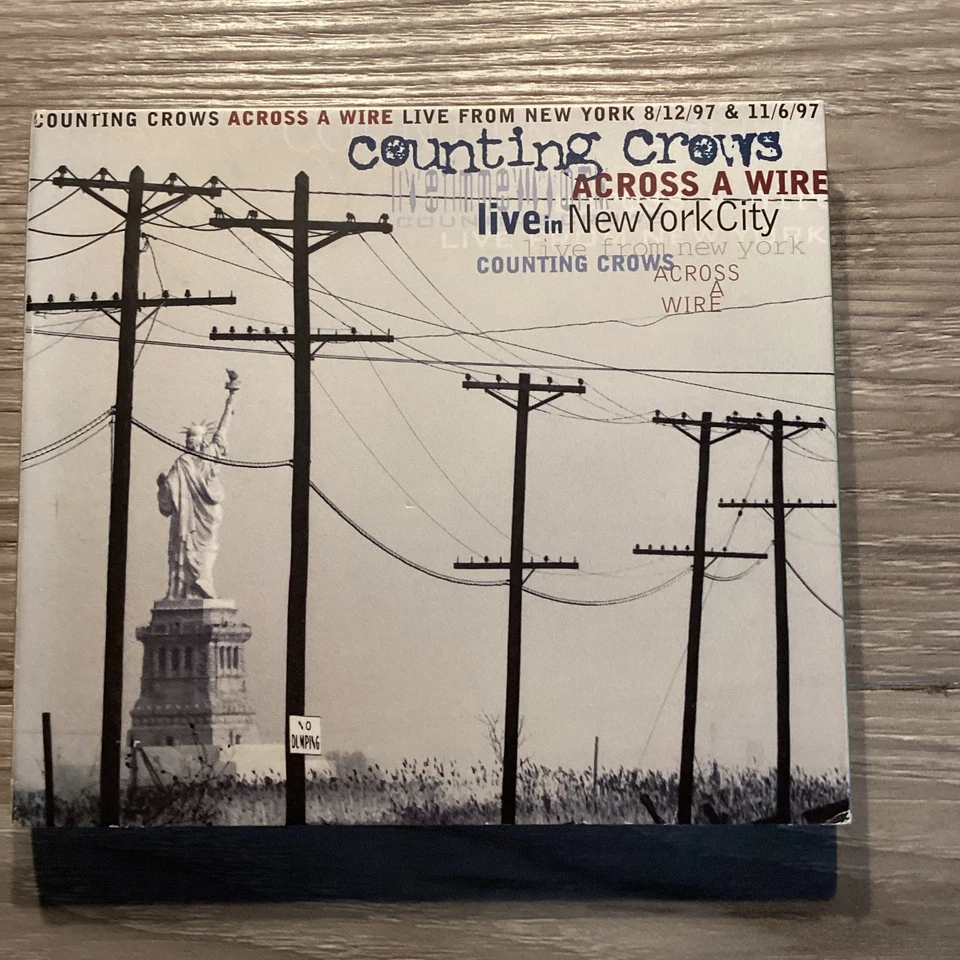 COUNTING CROWS ACROSS A WIRE LIVE FROM NEW YORK 8/12/97 & 11/6/97
counting crows
ACROSS A WIRE
live in NewYorkCity
live from new york
COUNTING CROWS
ACROSS
A
WIRE
NO
DUMPING